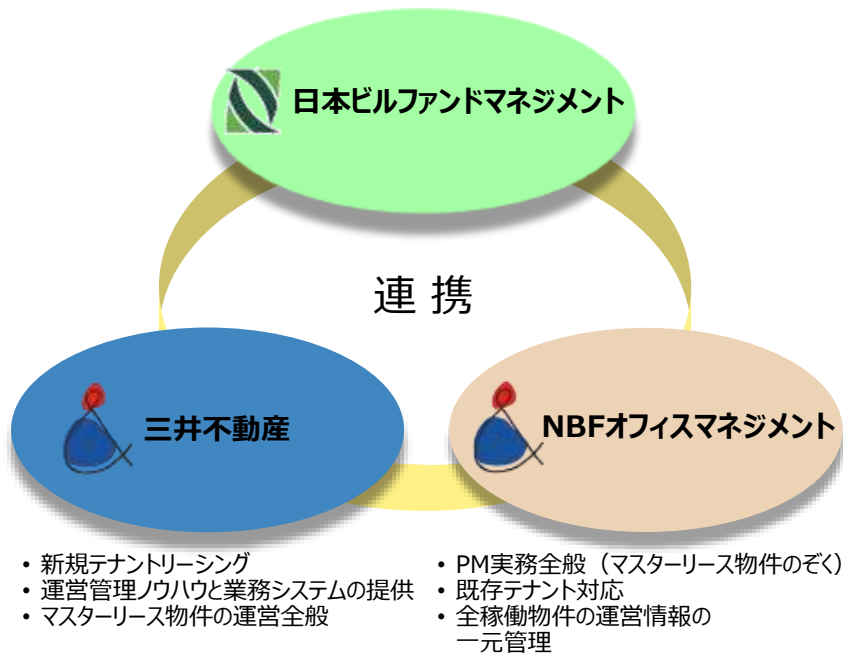 日本ビルファンドマネジメント
連 携
三井不動産
NBFオフィスマネジメント
• 新規テナントリーシング
• 運営管理ノウハウと業務システムの提供
• マスターリース物件の運営全般
• PM実務全般（マスターリース物件のぞく）
• 既存テナント対応
• 全稼働物件の運営情報の
一元管理